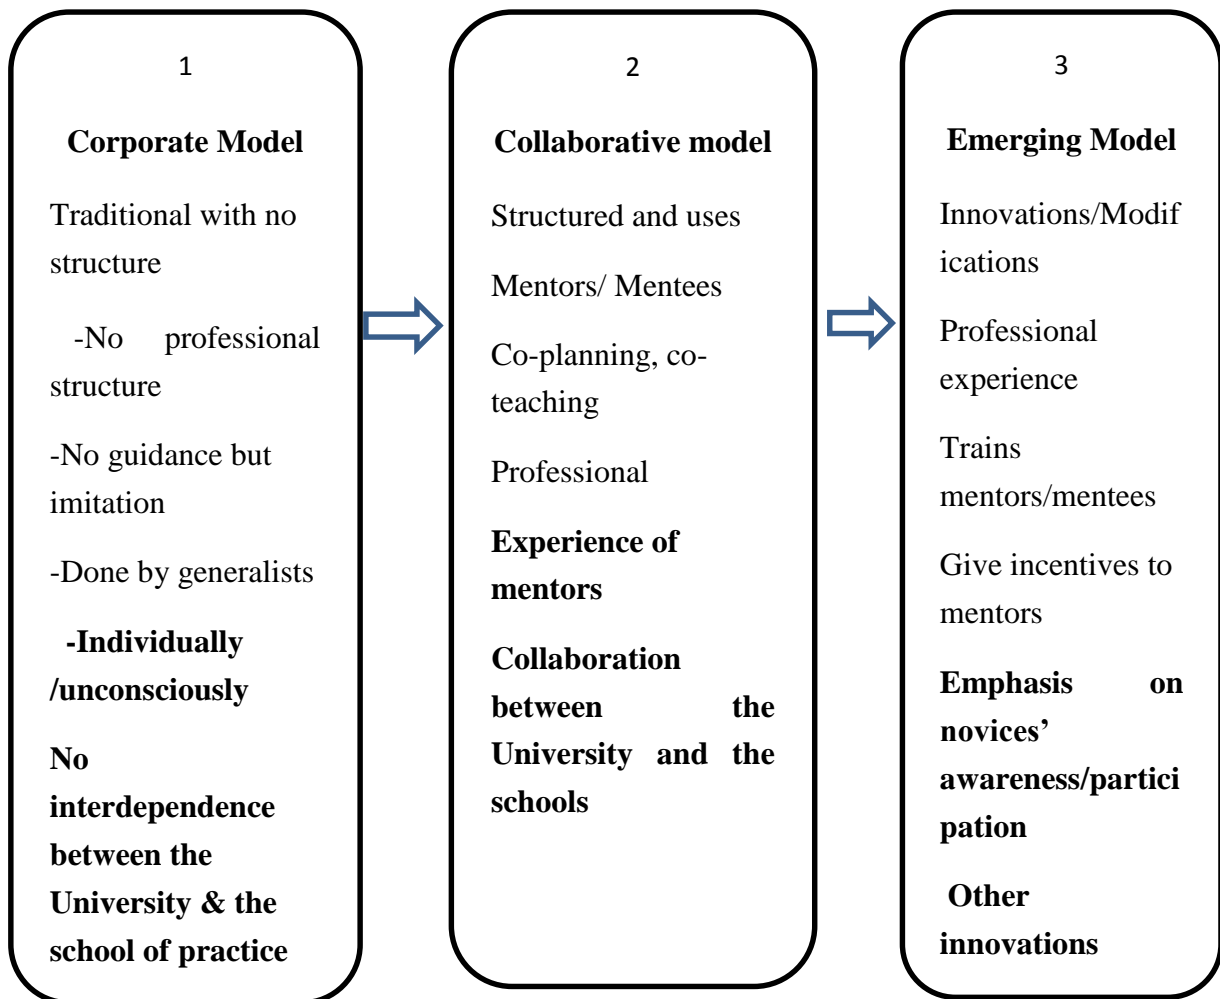 1
Corporate Model
Traditional with no
structure
-No professional
structure
-No guidance but
imitation
-Done by generalists
-Individually
/unconsciously
No
interdependence
between the
University & the
school of practice
2
Collaborative model
Structured and uses
Mentors/ Mentees
Co-planning, co-
teaching
Professional
Experience of
mentors
Collaboration
between the
University and the
schools
3
Emerging Model
Innovations/Modif
ications
Professional
experience
Trains
mentors/mentees
Give incentives to
mentors
Emphasis on
novices’
awareness/partici
pation
Other
innovations